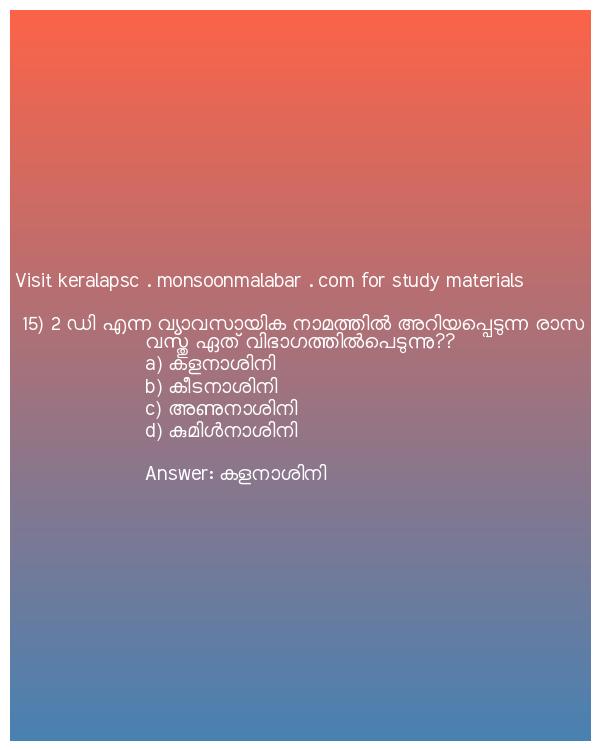 Visit keralapsc . monsoonmalabar . com for study materials
15) 2 ഡി എന്ന വ്യാവസായിക നാമത്തിൽ അറിയപ്പെടുന്ന രാസ
വസ്തു ഏത് വിഭാഗത്തിൽപെടുന്നു??
a) കളനാശിനി
b) കീടനാശിനി
c) അണുനാശിനി
d) കുമിൾനാശിനി
Answer: കളനാശിനി